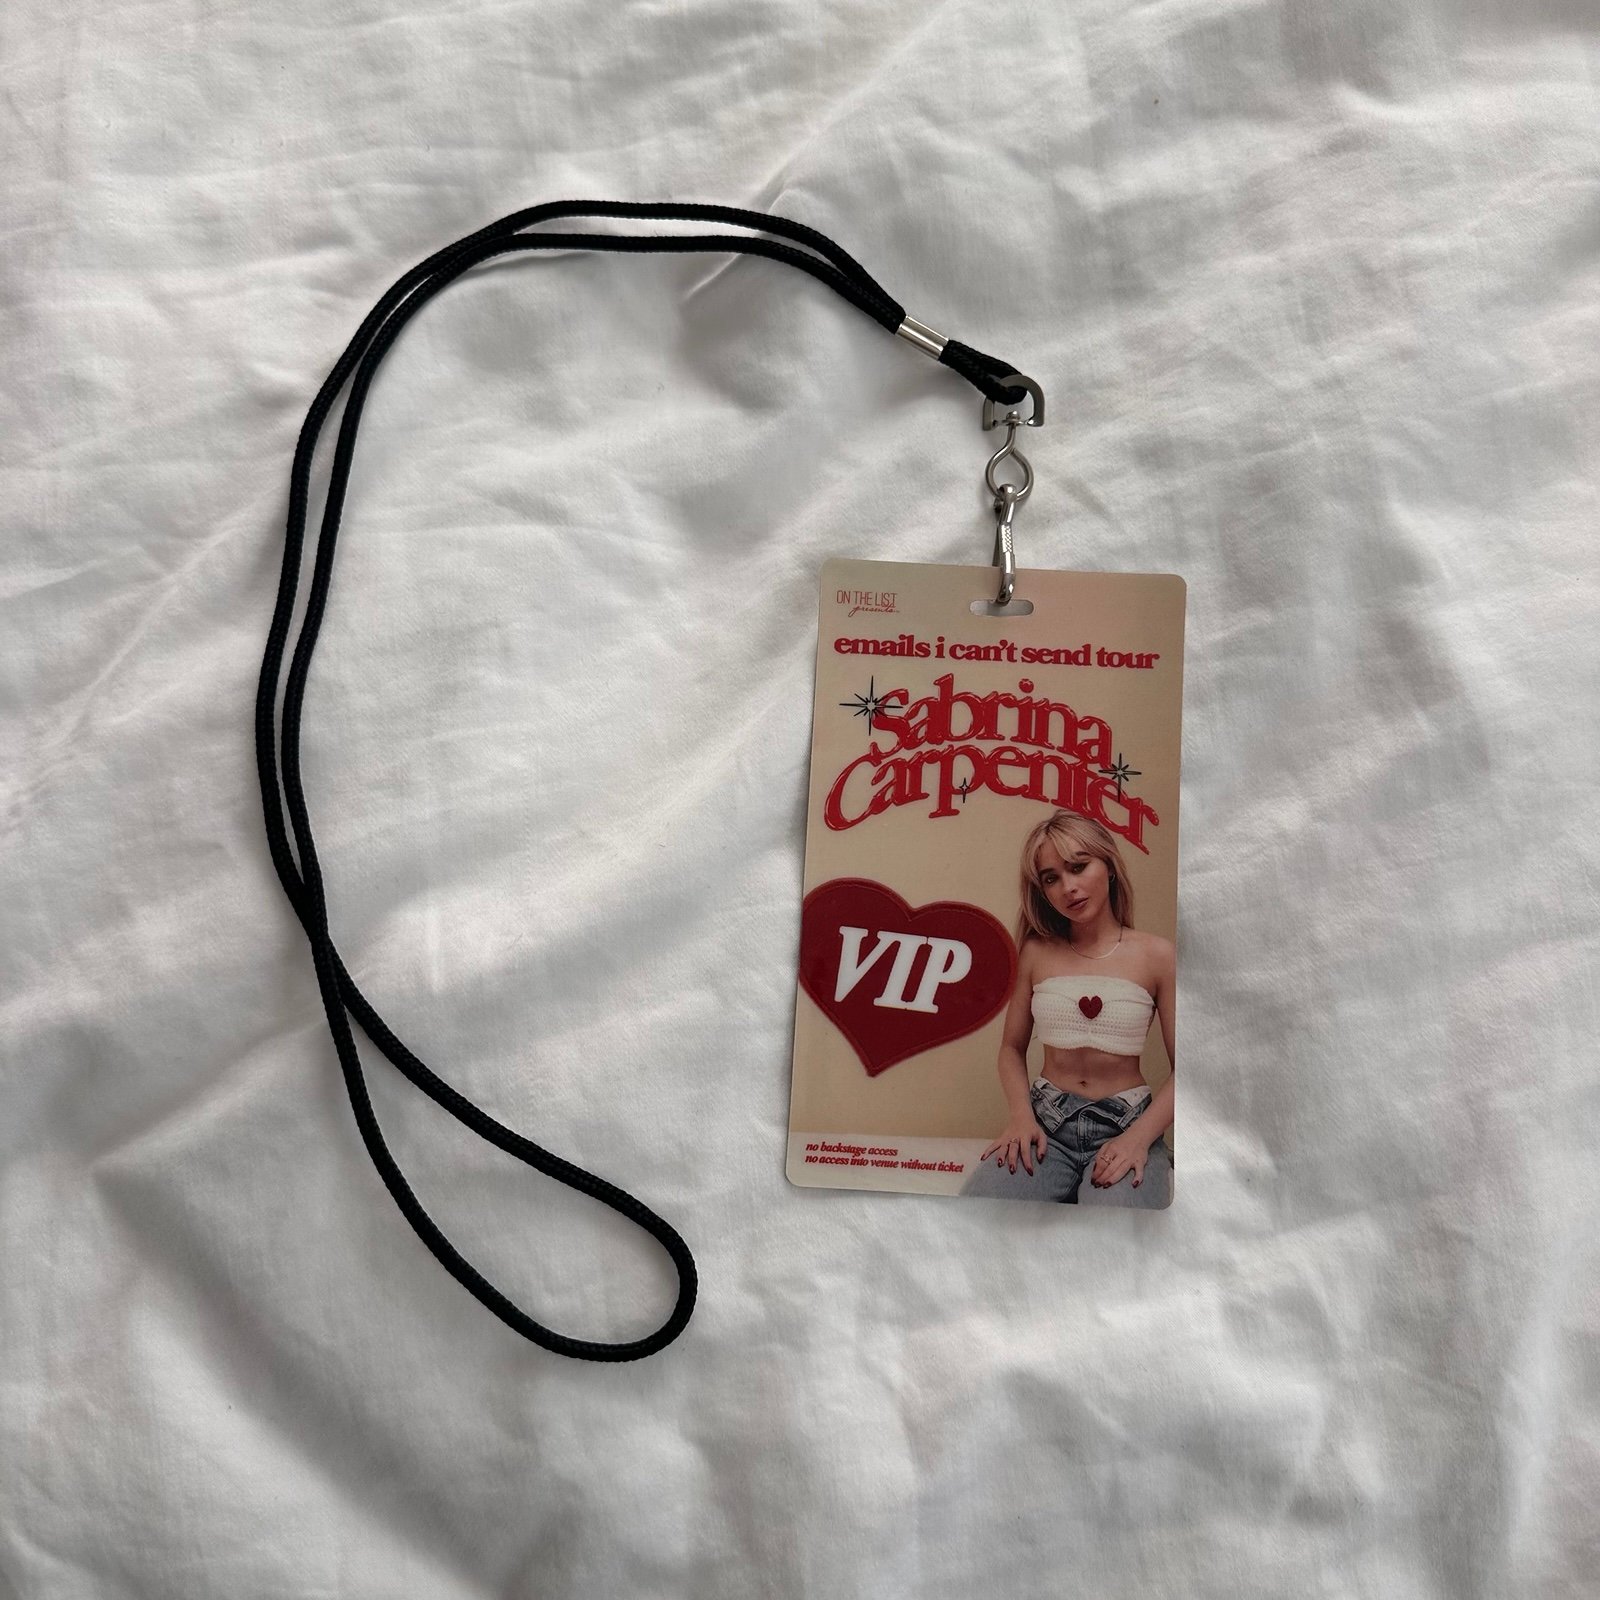 ON THE LIST
presents
emails i can't send tour
Sabrina
Carpenter
VIP
no backstage access
no access into venue without ticket